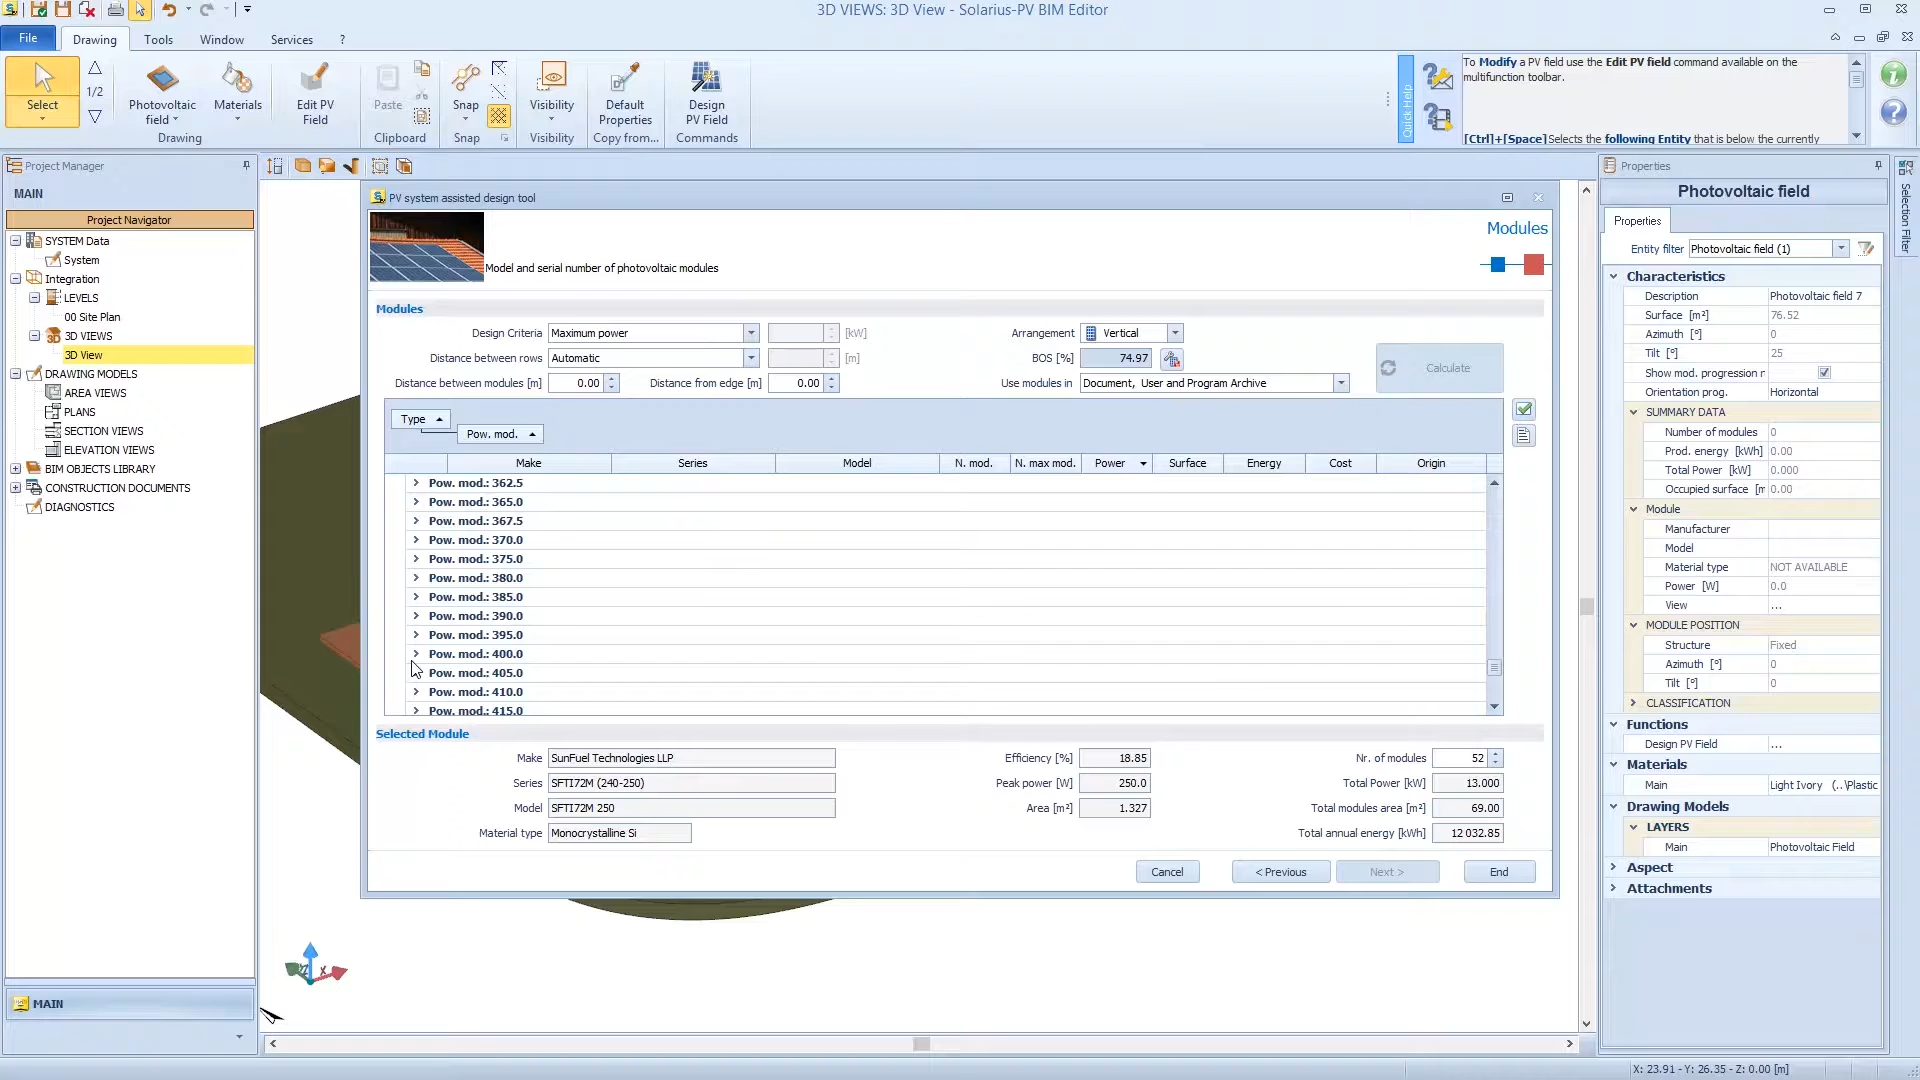 3D VIEWS: 3D View - Solarius-PV BIM Editor
File Drawing Tools Window Services ?
Select
1/2
Photovoltaic field
Materials
Drawing
Edit PV Field
Paste
Clipboard
Snap
Snap
Visibility
Visibility
Default Properties
Copy from...
Design PV Field
Commands
Quick Help
To Modify a PV field use the Edit PV field command available on the
multifunction toolbar.
[Ctrl]+[Space]Selects the following Entity that is below the currently
Project Manager
MAIN
Project Navigator
SYSTEM Data
System
Integration
LEVELS
00 Site Plan
3D VIEWS
3D View
DRAWING MODELS
AREA VIEWS
PLANS
SECTION VIEWS
ELEVATION VIEWS
BIM OBJECTS LIBRARY
CONSTRUCTION DOCUMENTS
DIAGNOSTICS
MAIN
PV system assisted design tool
Modules
Model and serial number of photovoltaic modules
Modules
Design Criteria Maximum power [kW] Arrangement Vertical
Distance between rows Automatic [m] BOS [%] 74.97
Calculate
Distance between modules [m] 0.00 Distance from edge [m] 0.00 Use modules in Document, User and Program Archive
Type
Pow. mod.
Make Series Model N. mod. N. max mod. Power Surface Energy Cost Origin
Pow. mod.: 362.5
Pow. mod.: 365.0
Pow. mod.: 367.5
Pow. mod.: 370.0
Pow. mod.: 375.0
Pow. mod.: 380.0
Pow. mod.: 385.0
Pow. mod.: 390.0
Pow. mod.: 395.0
Pow. mod.: 400.0
Pow. mod.: 405.0
Pow. mod.: 410.0
Pow. mod.: 415.0
Selected Module
Make SunFuel Technologies LLP Efficiency [%] 18.85 Nr. of modules 52
Series SFTI72M (240-250) Peak power [W] 250.0 Total Power [kW] 13.000
Model SFTI72M 250 Area [m²] 1.327 Total modules area [m²] 69.00
Material type Monocrystalline Si Total annual energy [kWh] 12 032.85
Cancel < Previous Next > End
Properties
Photovoltaic field
Properties
Entity filter Photovoltaic field (1)
Characteristics
Description Photovoltaic field 7
Surface [m²] 76.52
Azimuth [º] 0
Tilt [º] 25
Show mod. progression r
Orientation prog. Horizontal
SUMMARY DATA
Number of modules 0
Prod. energy [kWh] 0.00
Total Power [kW] 0.000
Occupied surface [m 0.00
Module
Manufacturer
Model
Material type NOT AVAILABLE
Power [W] 0.0
View ...
MODULE POSITION
Structure Fixed
Azimuth [º] 0
Tilt [º] 0
CLASSIFICATION
Functions
Design PV Field ...
Materials
Main Light Ivory (..\Plastic
Drawing Models
LAYERS
Main Photovoltaic Field
Aspect
Attachments
Selection Filter
X: 23.91 - Y: 26.35 - Z: 0.00 [m]